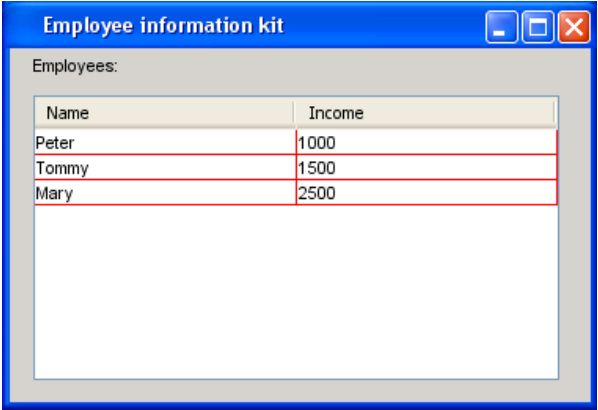 Employee information kit
Employees:
Name Income
Peter 1000
Tommy 1500
Mary 2500